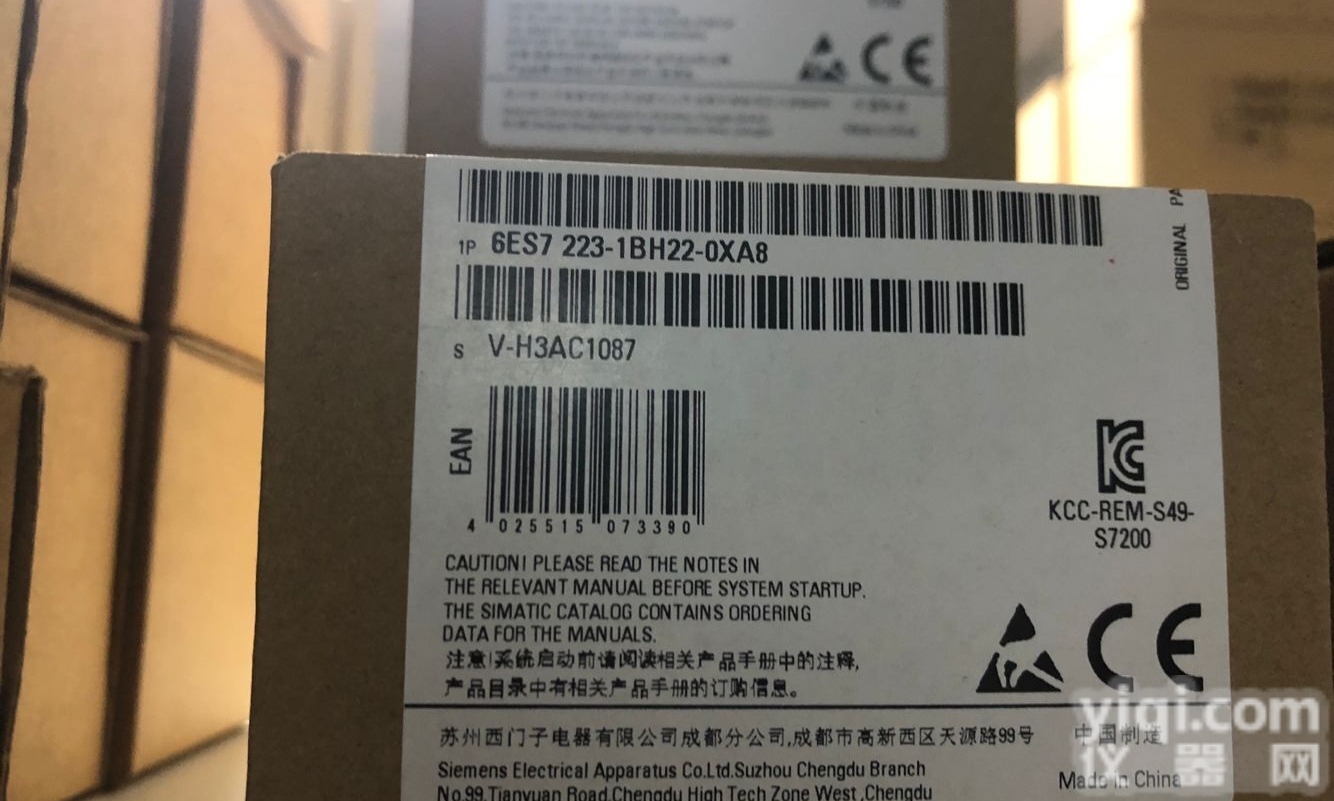 CE
Made in China
ORIGINAL PA
1P 6ES7 223-1BH22-0XA8
S V-H3AC1087
EAN
4 025515 073390
KCC-REM-S49-
S7200
CAUTION! PLEASE READ THE NOTES IN
THE RELEVANT MANUAL BEFORE SYSTEM STARTUP.
THE SIMATIC CATALOG CONTAINS ORDERING
DATA FOR THE MANUALS.
注意!系统启动前请阅读相关产品手册中的注释,
产品目录中有相关产品手册的订购信息。
CE
苏州西门子电器有限公司成都分公司,成都市高新西区天源路99号
中国制造
Siemens Electrical Apparatus Co.Ltd.Suzhou Chengdu Branch
No.99,Tianyuan Road,Chengdu High Tech Zone West ,Chengdu
Made in China
yiqi.com
仪器网